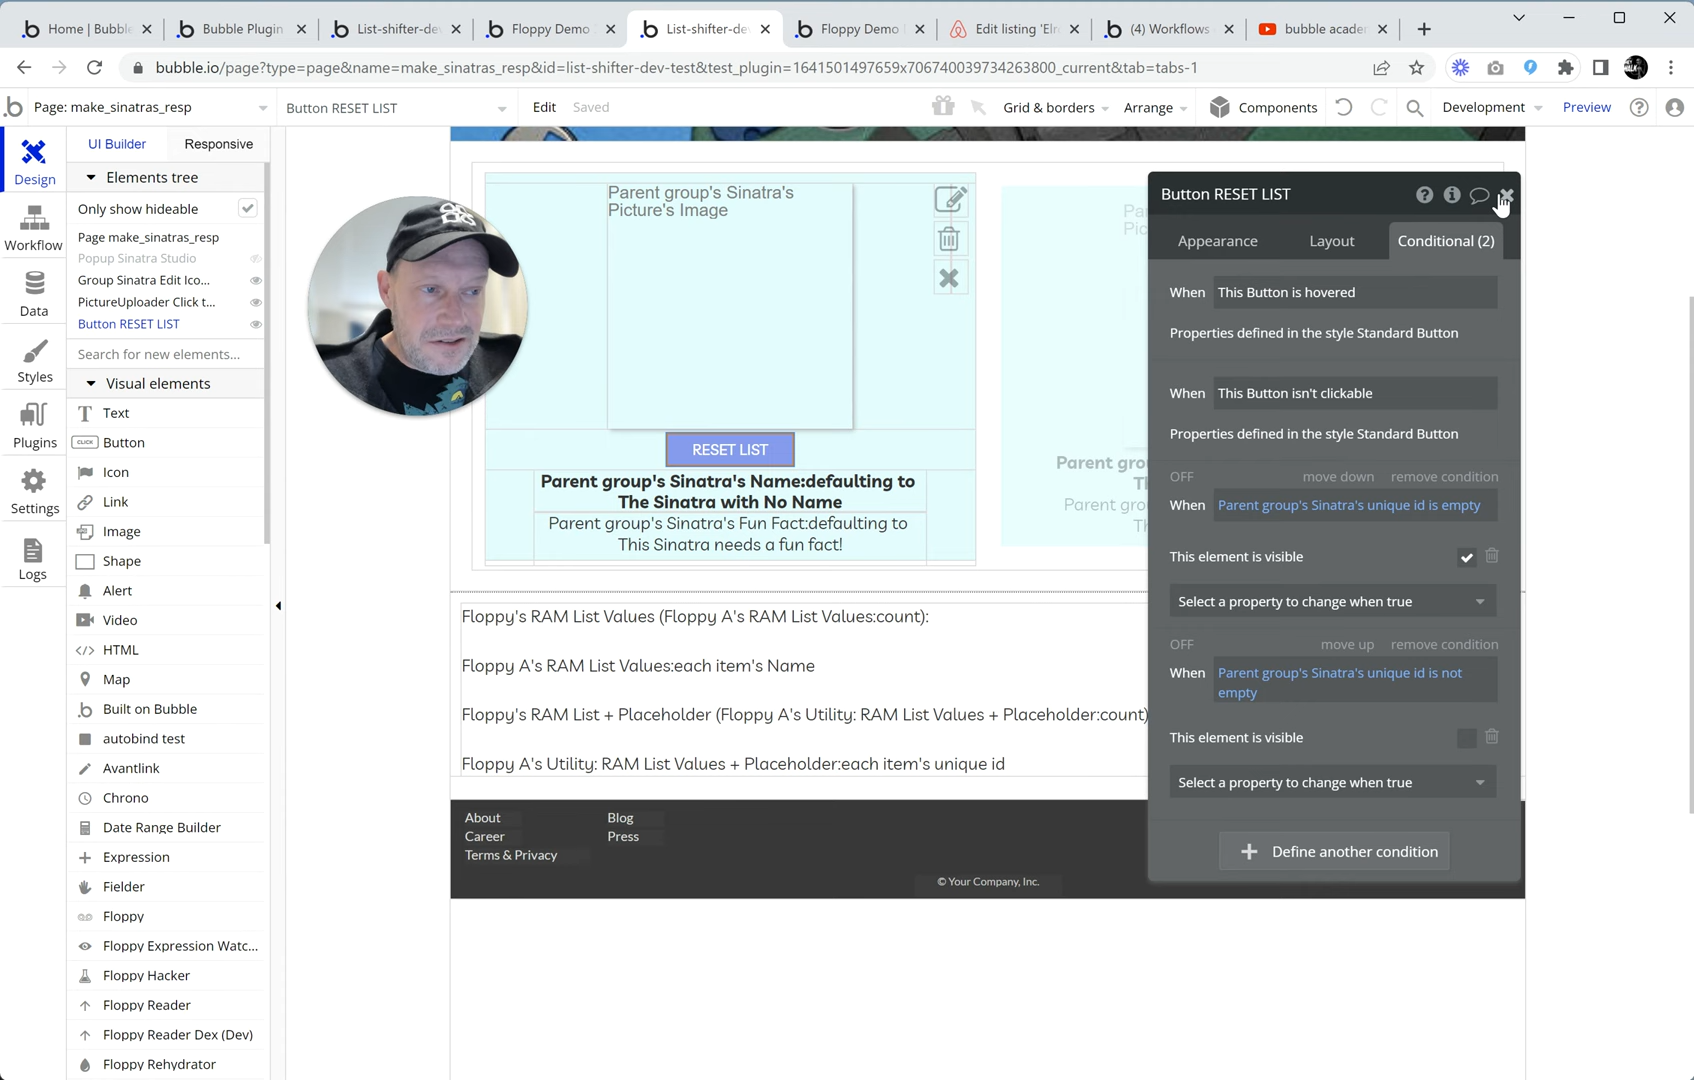 Home | Bubble
Bubble Plugin
List-shifter-dev
Floppy Demo
List-shifter-dev
Floppy Demo
Edit listing 'Elro
(4) Workflows
bubble acade
bubble.io/page?type=page&name=make_sinatras_resp&id=list-shifter-dev-test&test_plugin=1641501497659x706740039734263800_current&tab=tabs-1
Page: make_sinatras_resp
Button RESET LIST
Edit
Saved
Grid & borders
Arrange
Components
Development
Preview
Design
Workflow
Data
Styles
Plugins
Settings
Logs
UI Builder
Responsive
Elements tree
Only show hideable
Page make_sinatras_resp
Popup Sinatra Studio
Group Sinatra Edit Ico...
PictureUploader Click t...
Button RESET LIST
Search for new elements...
Visual elements
Text
CLICK Button
Icon
Link
Image
Shape
Alert
Video
</> HTML
Map
Built on Bubble
autobind test
Avantlink
Chrono
Date Range Builder
Expression
Fielder
Floppy
Floppy Expression Watc...
Floppy Hacker
Floppy Reader
Floppy Reader Dex (Dev)
Floppy Rehydrator
Parent group's Sinatra's
Picture's Image
RESET LIST
Parent group's Sinatra's Name:defaulting to
The Sinatra with No Name
Parent group's Sinatra's Fun Fact:defaulting to
This Sinatra needs a fun fact!
Par
Pic
Parent gro
Th
Parent gro
Th
Floppy's RAM List Values (Floppy A's RAM List Values:count):
Floppy A's RAM List Values:each item's Name
Floppy's RAM List + Placeholder (Floppy A's Utility: RAM List Values + Placeholder:count)
Floppy A's Utility: RAM List Values + Placeholder:each item's unique id
About
Career
Terms & Privacy
Blog
Press
© Your Company, Inc.
Button RESET LIST
Appearance
Layout
Conditional (2)
When This Button is hovered
Properties defined in the style Standard Button
When This Button isn't clickable
Properties defined in the style Standard Button
OFF move down remove condition
When Parent group's Sinatra's unique id is empty
This element is visible
Select a property to change when true
OFF move up remove condition
When Parent group's Sinatra's unique id is not
empty
This element is visible
Select a property to change when true
Define another condition